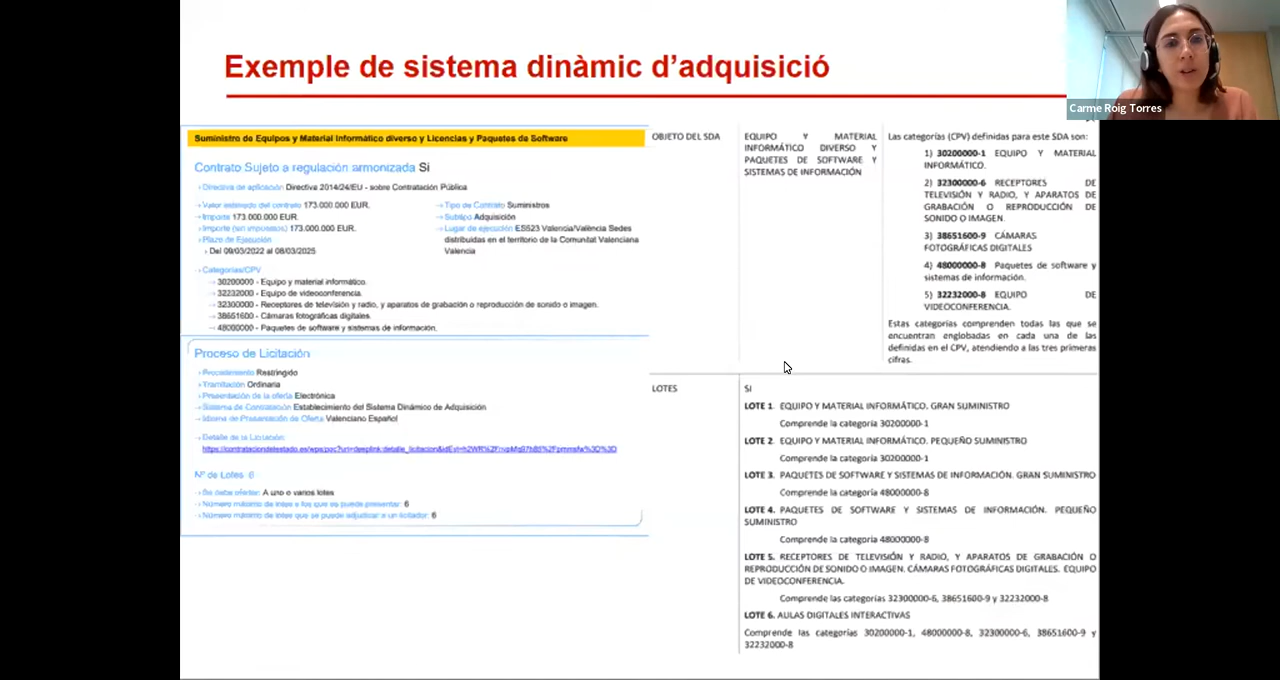 Exemple de sistema dinàmic d'adquisició
Carme Roig Torres
Suministro de Equipos y Material Informático diverso y Licencias y Paquetes de Software
Contrato Sujeto a regulación armonizada Si
Directiva de aplicación Directiva 2014/24/EU - sobre Contratación Pública
Valor estimado del contrato 173.000.000 EUR.
Importe 173.000.000 EUR.
Importe (sin impuestos) 173.000.000 EUR.
Plazo de Ejecución
Del 09/03/2022 al 08/03/2025
Tipo de Contrato Suministros
Subtipo Adquisición
Lugar de ejecución ES523 Valencia/València Sedes
distribuidas en el territorio de la Comunitat Valenciana
Valencia
Categorías/CPV
30200000 - Equipo y material informático.
32232000 - Equipo de videoconferencia.
32300000 - Receptores de televisión y radio, y aparatos de grabación o reproducción de sonido o imagen.
38651600 - Cámaras fotográficas digitales.
48000000 - Paquetes de software y sistemas de información.
Proceso de Licitación
Procedimiento Restringido
Tramitación Ordinaria
Presentación de la oferta Electrónica
Sistema de Contratación Establecimiento del Sistema Dinámico de Adquisición
Idioma de Presentación de Oferta Valenciano Español
Detalle de la Licitación:
Nº de Lotes 6
Se debe ofertar: A uno o varios lotes
Número máximo de lotes a los que se puede presentar: 6
Número máximo de lotes que se puede adjudicar a un licitador: 6
OBJETO DEL SDA
EQUIPO Y MATERIAL
INFORMÁTICO DIVERSO Y
PAQUETES DE SOFTWARE Y
SISTEMAS DE INFORMACIÓN
Las categorías (CPV) definidas para este SDA son:
1) 30200000-1 EQUIPO Y MATERIAL
INFORMÁTICO.
2) 32300000-6 RECEPTORES DE
TELEVISIÓN Y RADIO, Y APARATOS DE
GRABACIÓN O REPRODUCCIÓN DE
SONIDO O IMAGEN.
3) 38651600-9 CÁMARAS
FOTOGRÁFICAS DIGITALES
4) 48000000-8 Paquetes de software y
sistemas de información.
5) 32232000-8 EQUIPO DE
VIDEOCONFERENCIA.
Estas categorías comprenden todas las que se
encuentran englobadas en cada una de las
definidas en el CPV, atendiendo a las tres primeras
cifras.
LOTES
SI
LOTE 1. EQUIPO Y MATERIAL INFORMÁTICO. GRAN SUMINISTRO
Comprende la categoría 30200000-1
LOTE 2. EQUIPO Y MATERIAL INFORMÁTICO. PEQUEÑO SUMINISTRO
Comprende la categoría 30200000-1
LOTE 3. PAQUETES DE SOFTWARE Y SISTEMAS DE INFORMACIÓN. GRAN SUMINISTRO
Comprende la categoría 48000000-8
LOTE 4. PAQUETES DE SOFTWARE Y SISTEMAS DE INFORMACIÓN. PEQUEÑO
SUMINISTRO
Comprende la categoría 48000000-8
LOTE 5. RECEPTORES DE TELEVISIÓN Y RADIO, Y APARATOS DE GRABACIÓN O
REPRODUCCIÓN DE SONIDO O IMAGEN. CÁMARAS FOTOGRÁFICAS DIGITALES. EQUIPO
DE VIDEOCONFERENCIA.
Comprende las categorías 32300000-6, 38651600-9 y 32232000-8
LOTE 6. AULAS DIGITALES INTERACTIVAS
Comprende las categorías 30200000-1, 48000000-8, 32300000-6, 38651600-9 y
32232000-8